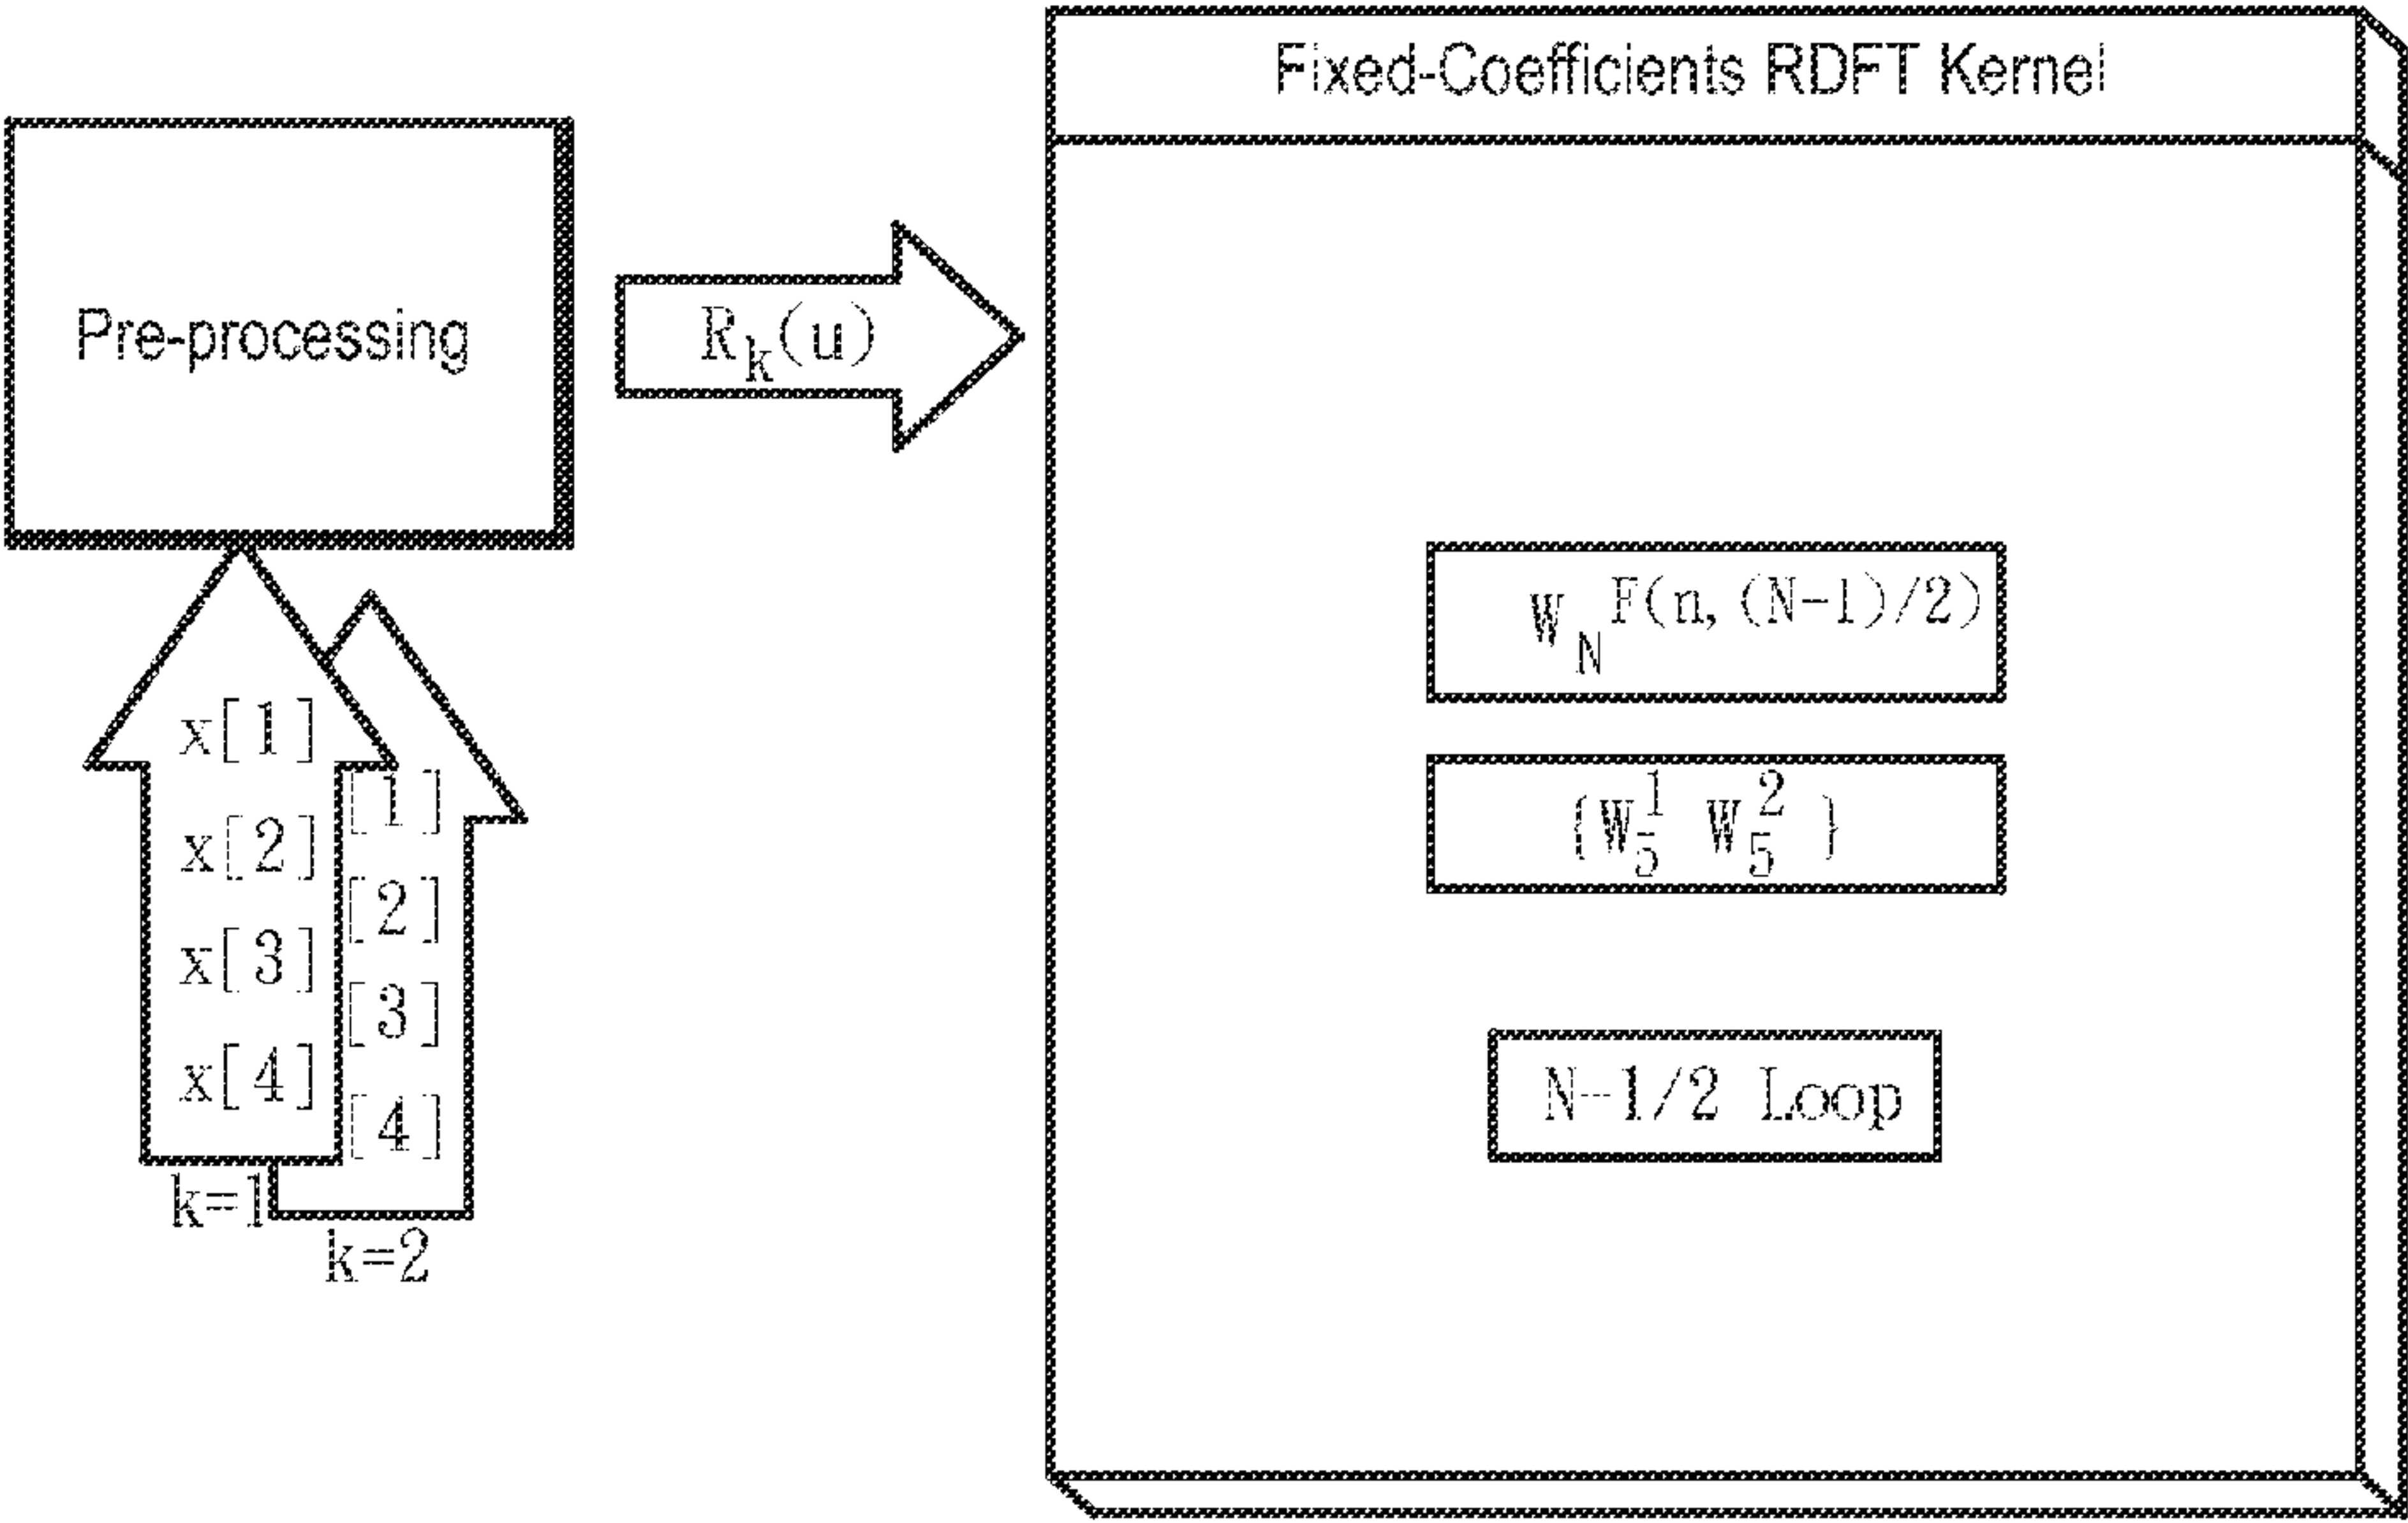 Fixed-Coefficients RDFT Kernel
Pre-processing
R_k(u)
W_N^F(n,(N-1)/2)
{W_5^1 W_5^2 }
N-1/2 Loop
x[1]
x[2]
x[3]
x[4]
k=1
[1]
[2]
[3]
[4]
k=2